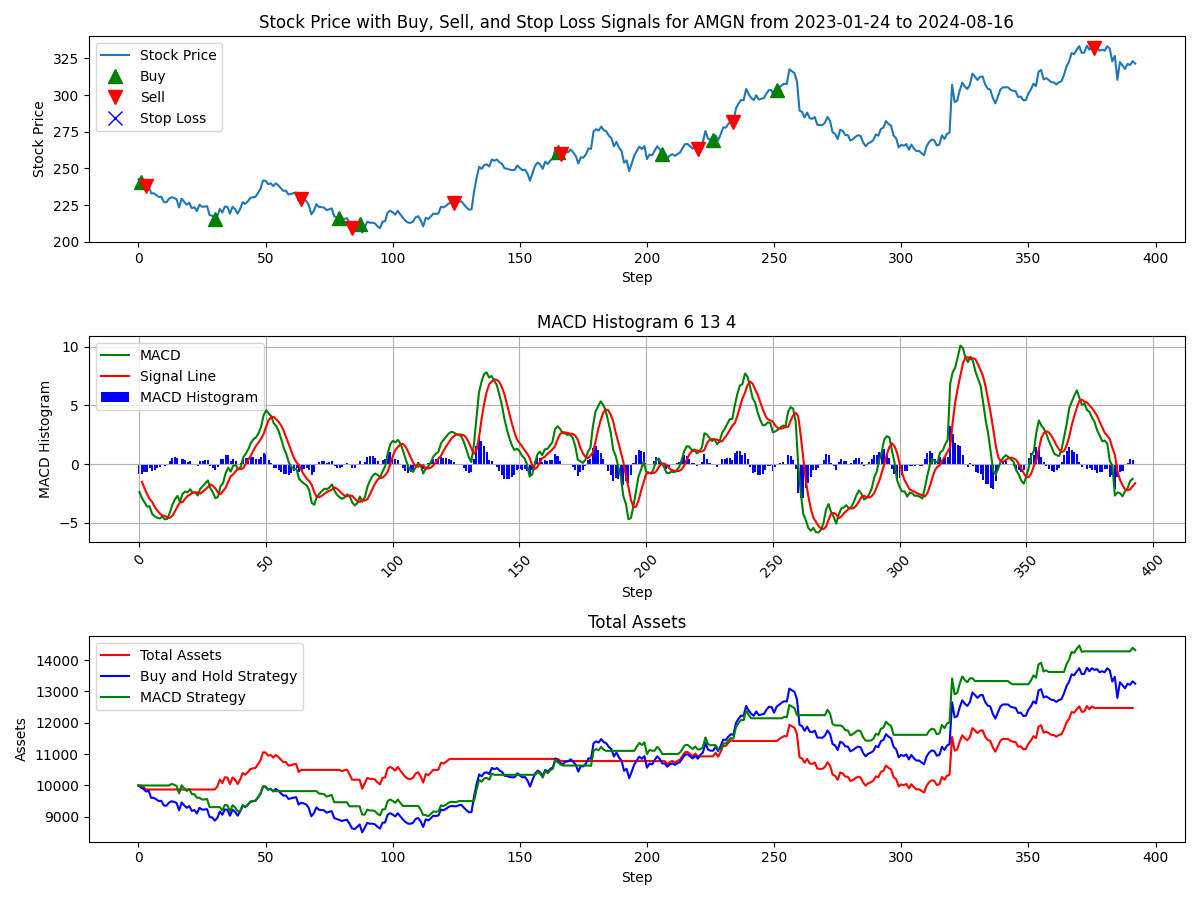 Stock Price with Buy, Sell, and Stop Loss Signals for AMGN from 2023-01-24 to 2024-08-16
Stock Price
Buy
Sell
Stop Loss
Stock Price
325
300
275
250
225
200
0 50 100 150 200 250 300 350 400
Step
MACD Histogram 6 13 4
MACD
Signal Line
MACD Histogram
MACD Histogram
10
5
0
−5
0 50 100 150 200 250 300 350 400
Step
Total Assets
Total Assets
Buy and Hold Strategy
MACD Strategy
Assets
14000
13000
12000
11000
10000
9000
0 50 100 150 200 250 300 350 400
Step